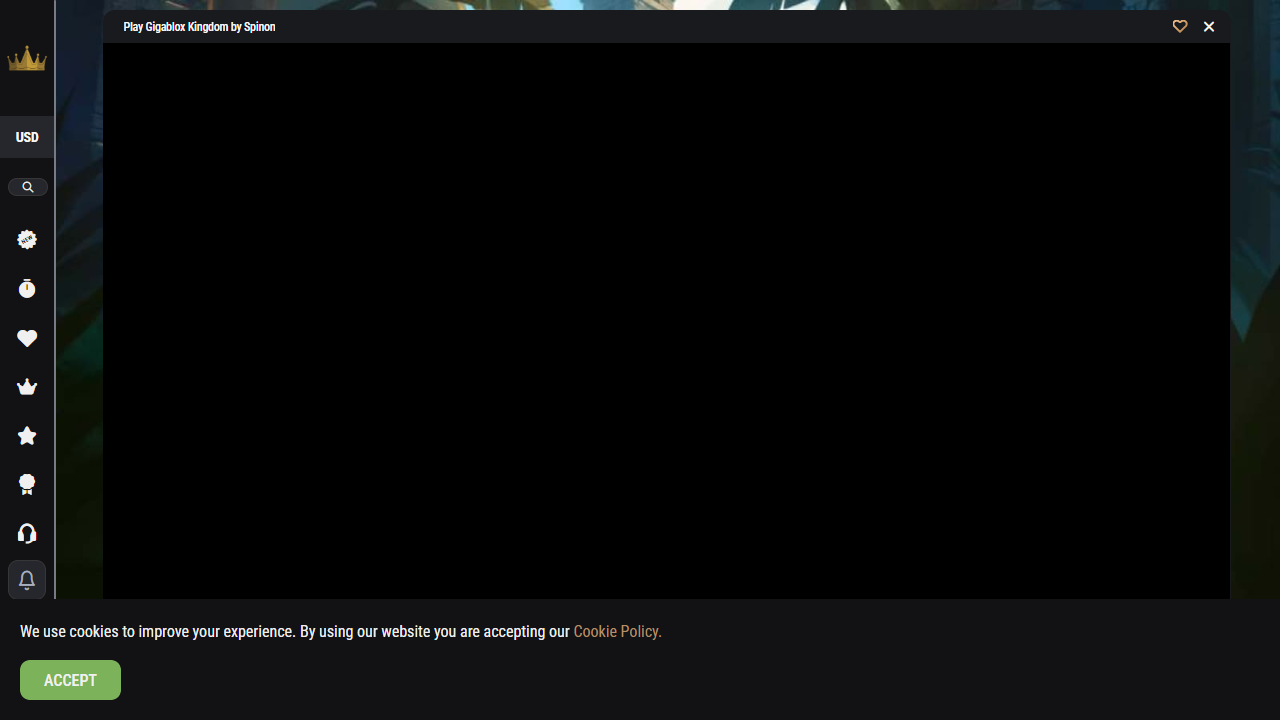 Play Gigablox Kingdom by Spinon
USD
NEW
We use cookies to improve your experience. By using our website you are accepting our Cookie Policy.
ACCEPT